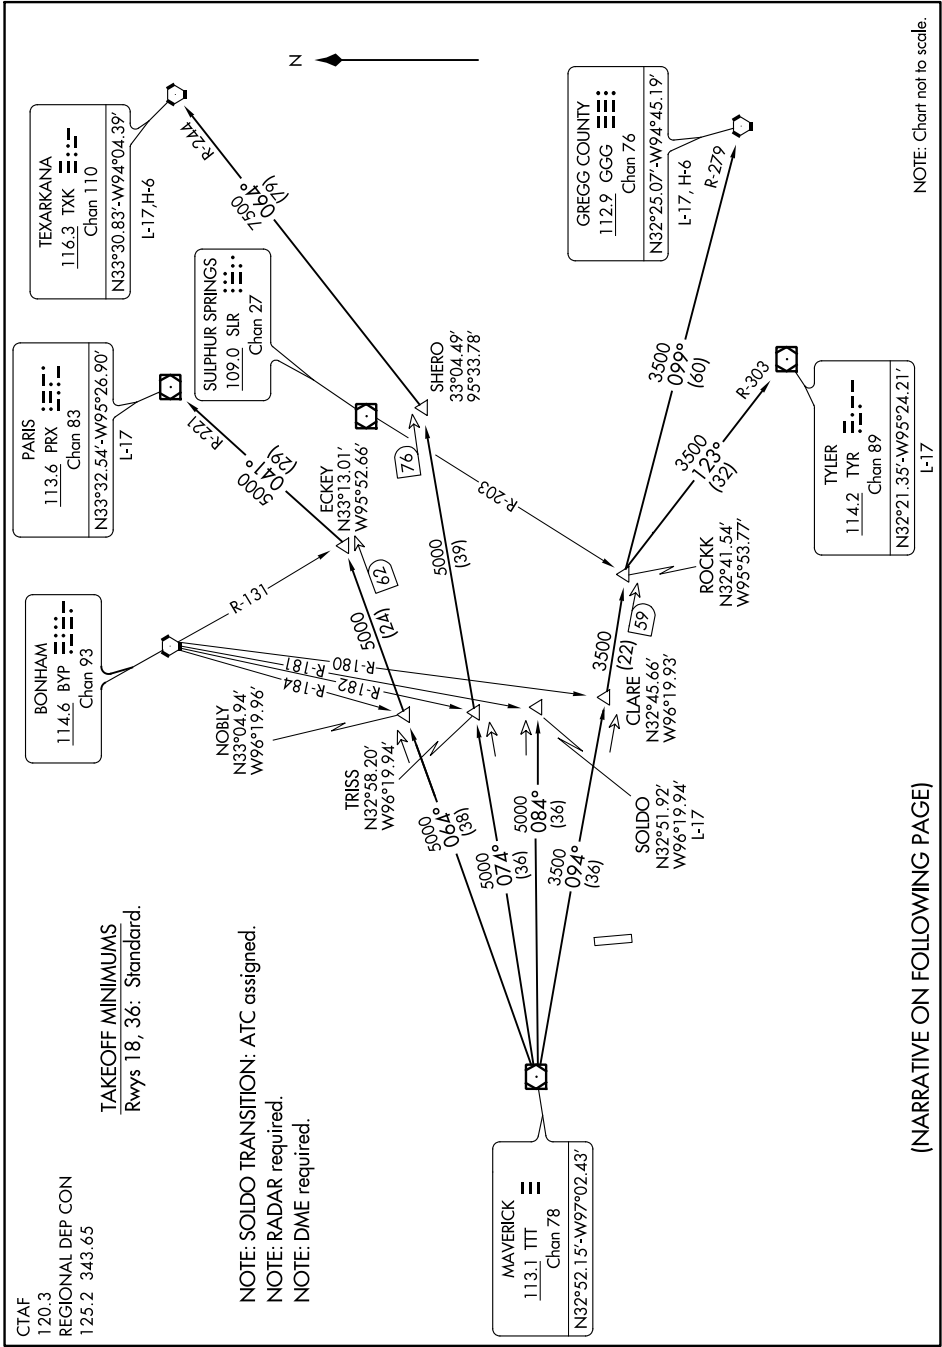 CTAF
120.3
REGIONAL DEP CON
125.2 343.65
TAKEOFF MINIMUMS
Rwys 18, 36: Standard.
NOTE: SOLDO TRANSITION: ATC assigned.
NOTE: RADAR required.
NOTE: DME required.
BONHAM
114.6 BYP
Chan 93
PARIS
113.6 PRX
Chan 83
N33°32.54'-W95°26.90'
L-17
TEXARKANA
116.3 TXK
Chan 110
N33°30.83'-W94°04.39'
L-17,H-6
SULPHUR SPRINGS
109.0 SLR
Chan 27
N
R-244
7500
064°
(79)
R-221
5000
041°
(29)
R-131
ECKEY
N33°13.01'
W95°52.66'
62
5000
(24)
SHERO
33°04.49'
95°33.78'
76
5000
(39)
R-203
R-184
R-181
R-182
R-180
NOBLY
N33°04.94'
W96°19.96'
TRISS
N32°58.20'
W96°19.94'
5000
064°
(38)
5000
074°
(36)
5000
084°
(36)
3500
094°
(36)
SOLDO
N32°51.92'
W96°19.94'
L-17
CLARE
N32°45.66'
W96°19.93'
3500
(22)
59
ROCKK
N32°41.54'
W95°53.77'
3500
099°
(60)
R-279
3500
123°
(32)
R-303
GREGG COUNTY
112.9 GGG
Chan 76
N32°25.07'-W94°45.19'
L-17, H-6
TYLER
114.2 TYR
Chan 89
N32°21.35'-W95°24.21'
L-17
MAVERICK
113.1 TTT
Chan 78
N32°52.15'-W97°02.43'
(NARRATIVE ON FOLLOWING PAGE)
NOTE: Chart not to scale.